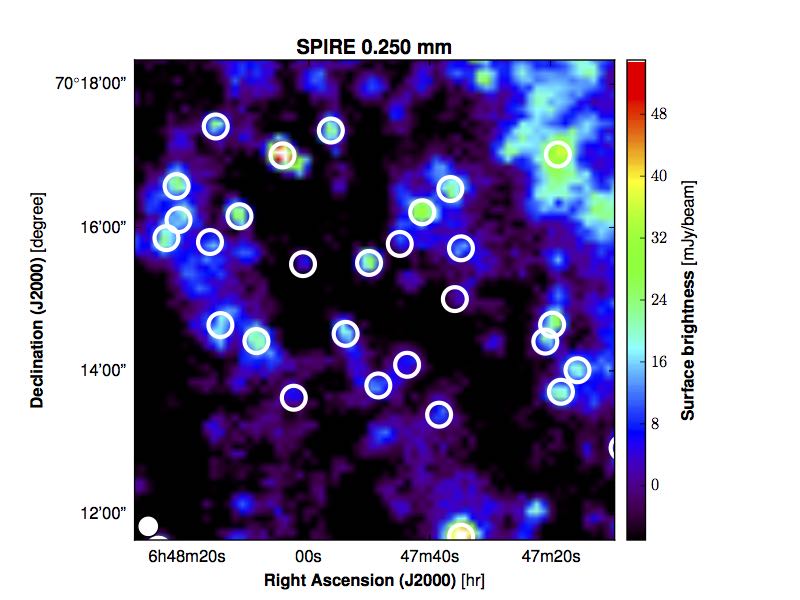 SPIRE 0.250 mm
70°18'00"
16'00"
14'00"
12'00"
Declination (J2000) [degree]
6h48m20s 00s 47m40s 47m20s
Right Ascension (J2000) [hr]
48
40
32
24
16
8
0
Surface brightness [mJy/beam]